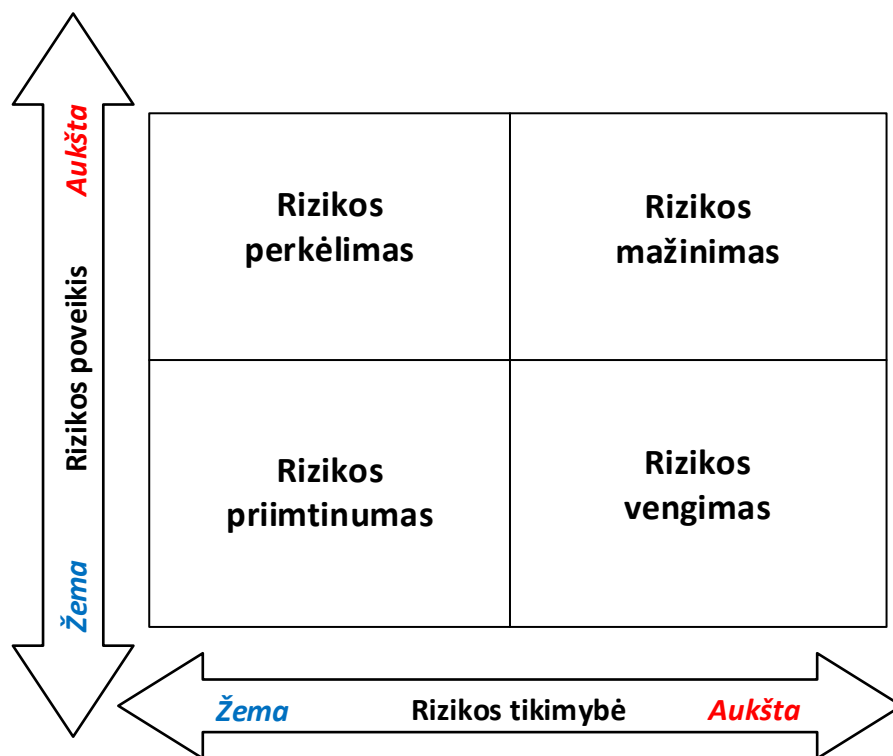 Aukšta
Rizikos poveikis
Žema
Rizikos
perkėlimas
Rizikos
mažinimas
Rizikos
priimtinumas
Rizikos
vengimas
Žema
Rizikos tikimybė
Aukšta